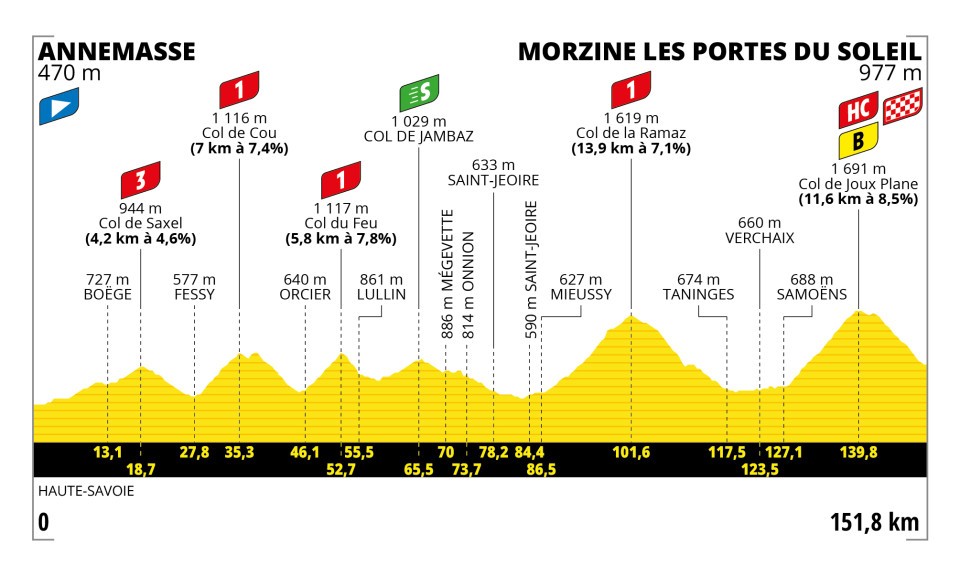 ANNEMASSE
470 m
MORZINE LES PORTES DU SOLEIL
977 m
3
944 m
Col de Saxel
(4,2 km à 4,6%)
1
1 116 m
Col de Cou
(7 km à 7,4%)
1
1 117 m
Col du Feu
(5,8 km à 7,8%)
S
1 029 m
COL DE JAMBAZ
633 m
SAINT-JEOIRE
1
1 619 m
Col de la Ramaz
(13,9 km à 7,1%)
HC
B
1 691 m
Col de Joux Plane
(11,6 km à 8,5%)
727 m
BOËGE
577 m
FESSY
640 m
ORCIER
861 m
LULLIN
886 m MÉGEVETTE
814 m ONNION
590 m SAINT-JEOIRE
627 m
MIEUSSY
674 m
TANINGES
660 m
VERCHAIX
688 m
SAMOËNS
13,1
18,7
27,8
35,3
46,1
52,7
55,5
65,5
70
73,7
78,2
84,4
86,5
101,6
117,5
123,5
127,1
139,8
HAUTE-SAVOIE
0
151,8 km